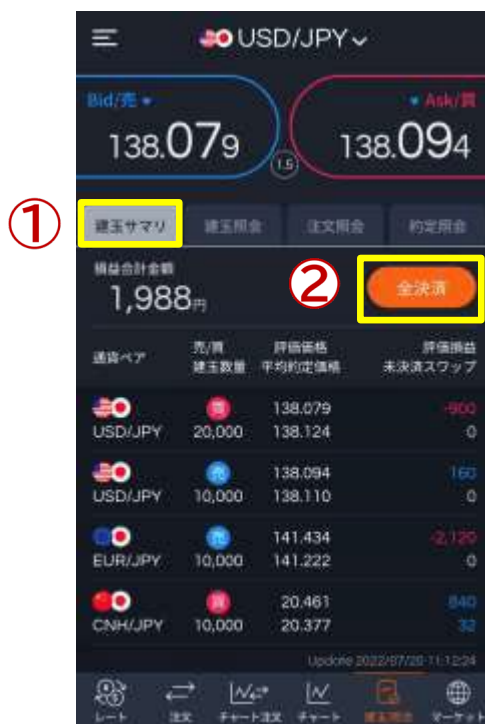 USD/JPY
Bid/売 Ask/買
138.079 138.094
1.5
①
建玉サマリ 建玉照会 注文照会 約定照会
損益合計金額
1,988円
②
全決済
通貨ペア 売/買 評価価格 評価損益
建玉数量 平均約定価格 未決済スワップ
買 138.079 -900
USD/JPY 20,000 138.124 0
売 138.094 160
USD/JPY 10,000 138.110 0
売 141.434 -2,120
EUR/JPY 10,000 141.222 0
買 20.461 840
CNH/JPY 10,000 20.377 32
Update 2022/07/20 11:12:24
レート 注文 チャート注文 チャート 建玉照会 マーケット